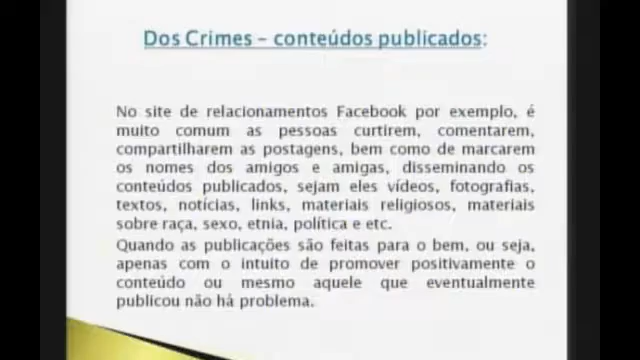 Dos Crimes – conteúdos publicados:
No site de relacionamentos Facebook por exemplo, é
muito comum as pessoas curtirem, comentarem,
compartilharem as postagens, bem como de marcarem
os nomes dos amigos e amigas, disseminando os
conteúdos publicados, sejam eles vídeos, fotografias,
textos, notícias, links, materiais religiosos, materiais
sobre raça, sexo, etnia, política e etc.
Quando as publicações são feitas para o bem, ou seja,
apenas com o intuito de promover positivamente o
conteúdo ou mesmo aquele que eventualmente
publicou não há problema.